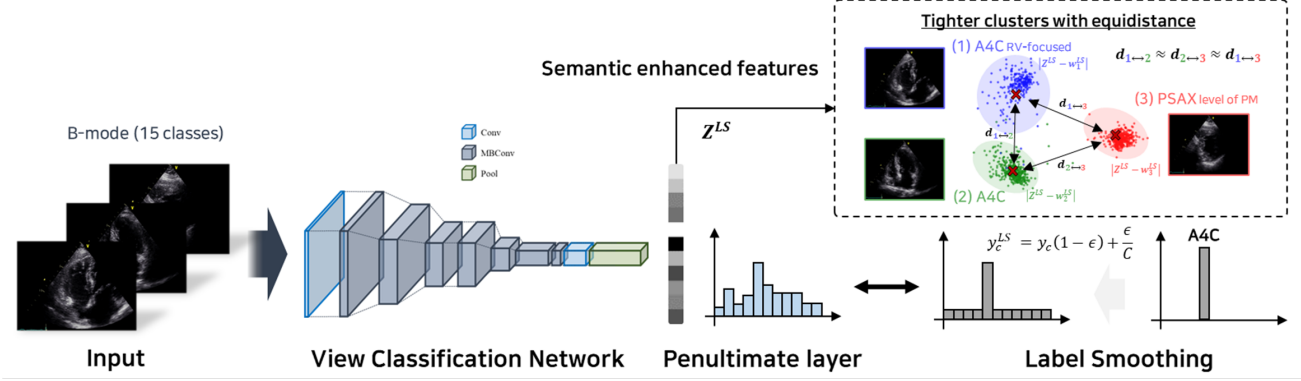 Tighter clusters with equidistance
(1) A4C RV-focused
d1↔2 ≈ d2↔3 ≈ d1↔3
|Z^LS − w₁^LS|
(3) PSAX level of PM
d1↔3
d1↔2
d2↔3
|Z^LS − w₃^LS|
(2) A4C
|Z^LS − w₂^LS|
Semantic enhanced features
Z^LS
B-mode (15 classes)
Conv
MBConv
Pool
y_c^LS = y_c(1 − ϵ) + ϵ/C
A4C
Input
View Classification Network
Penultimate layer
Label Smoothing